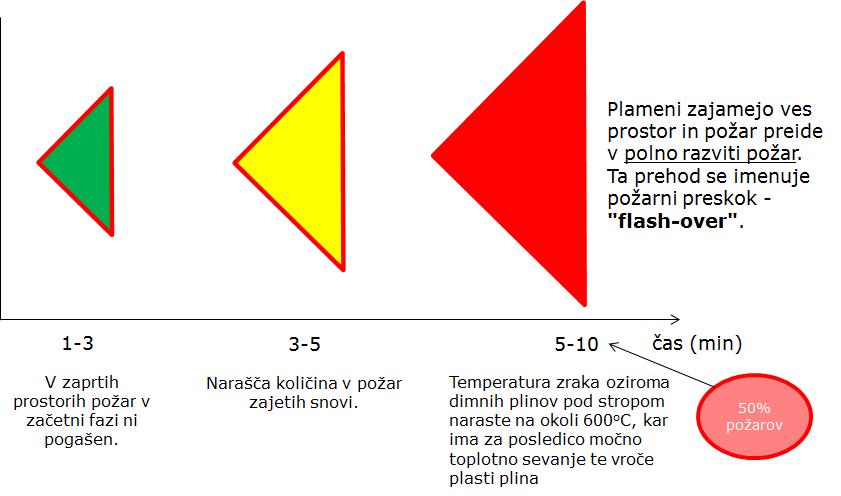 Plameni zajamejo ves
prostor in požar preide
v polno razviti požar.
Ta prehod se imenuje
požarni preskok -
"flash-over".
1-3
3-5
5-10
čas (min)
V zaprtih
prostorih požar v
začetni fazi ni
pogašen.
Narašča količina v požar
zajetih snovi.
Temperatura zraka oziroma
dimnih plinov pod stropom
naraste na okoli 600ºC, kar
ima za posledico močno
toplotno sevanje te vroče
plasti plina
50%
požarov